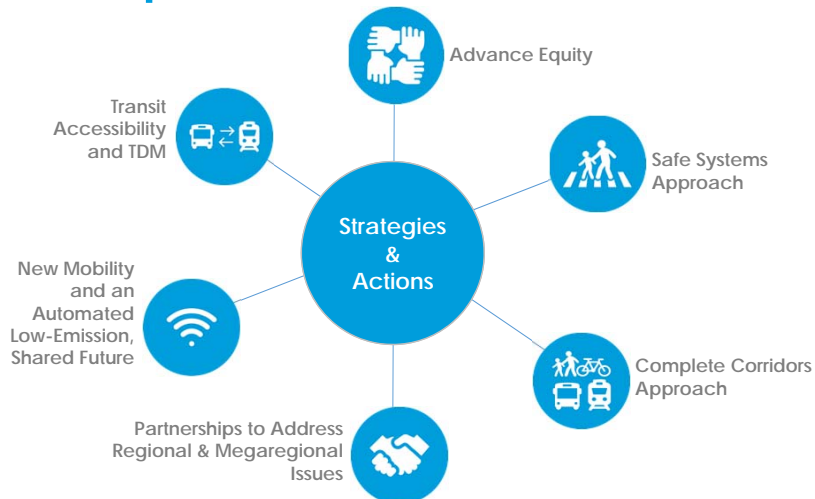 Advance Equity
Transit
Accessibility
and TDM
Safe Systems
Approach
Strategies
&
Actions
New Mobility
and an
Automated
Low-Emission,
Shared Future
Complete Corridors
Approach
Partnerships to Address
Regional & Megaregional
Issues